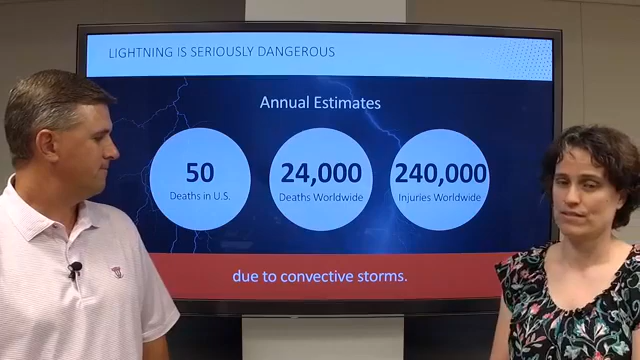 LIGHTNING IS SERIOUSLY DANGEROUS
Annual Estimates
50
Deaths in U.S.
24,000
Deaths Worldwide
240,000
Injuries Worldwide
due to convective storms.